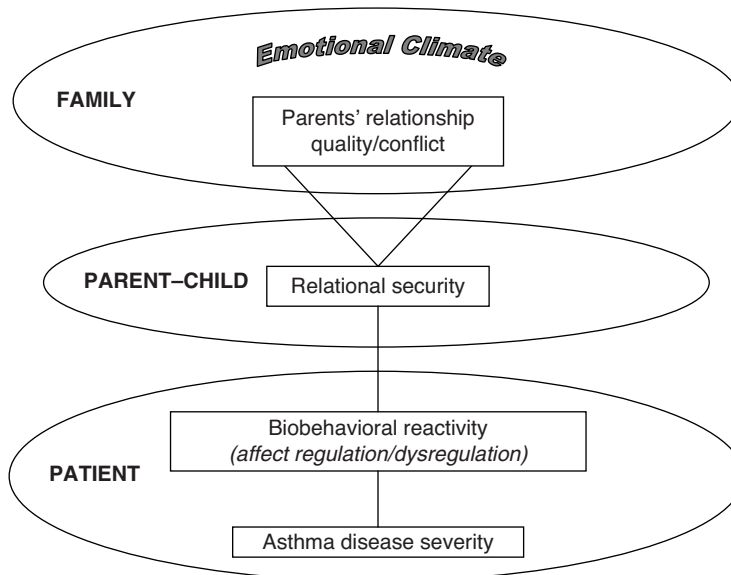 Emotional Climate
FAMILY
Parents’ relationship
quality/conflict
PARENT–CHILD
Relational security
Biobehavioral reactivity
(affect regulation/dysregulation)
PATIENT
Asthma disease severity